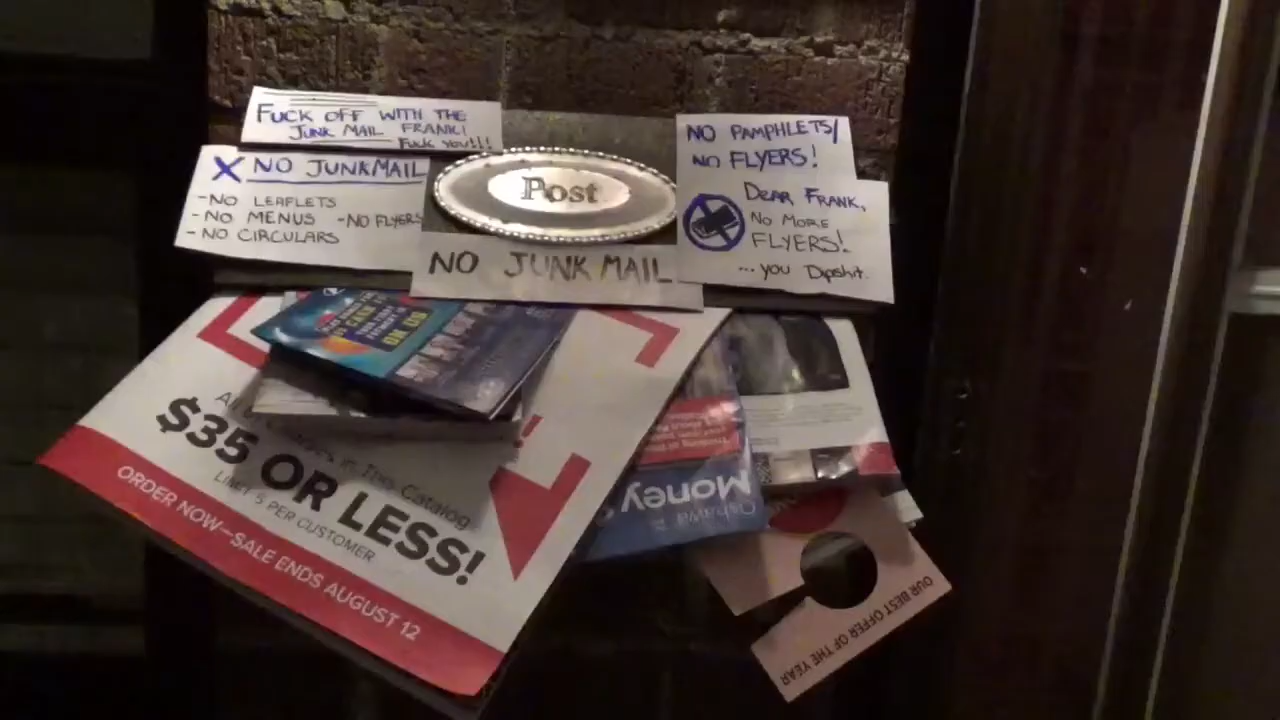 FUCK OFF WITH THE
JUNK MAIL FRANK!
FUCK YOU!!!
X NO JUNKMAIL
-NO LEAFLETS
-NO MENUS -NO FLYERS
-NO CIRCULARS
Post
NO JUNK MAIL
NO PAMPHLETS/
NO FLYERS!
DEAR FRANK,
NO MORE
FLYERS!
...you Dipshit.
ON US
$35 OR LESS!
LIMIT 5 PER CUSTOMER
ORDER NOW—SALE ENDS AUGUST 12
Money
OUR BEST OFFER OF THE YEAR